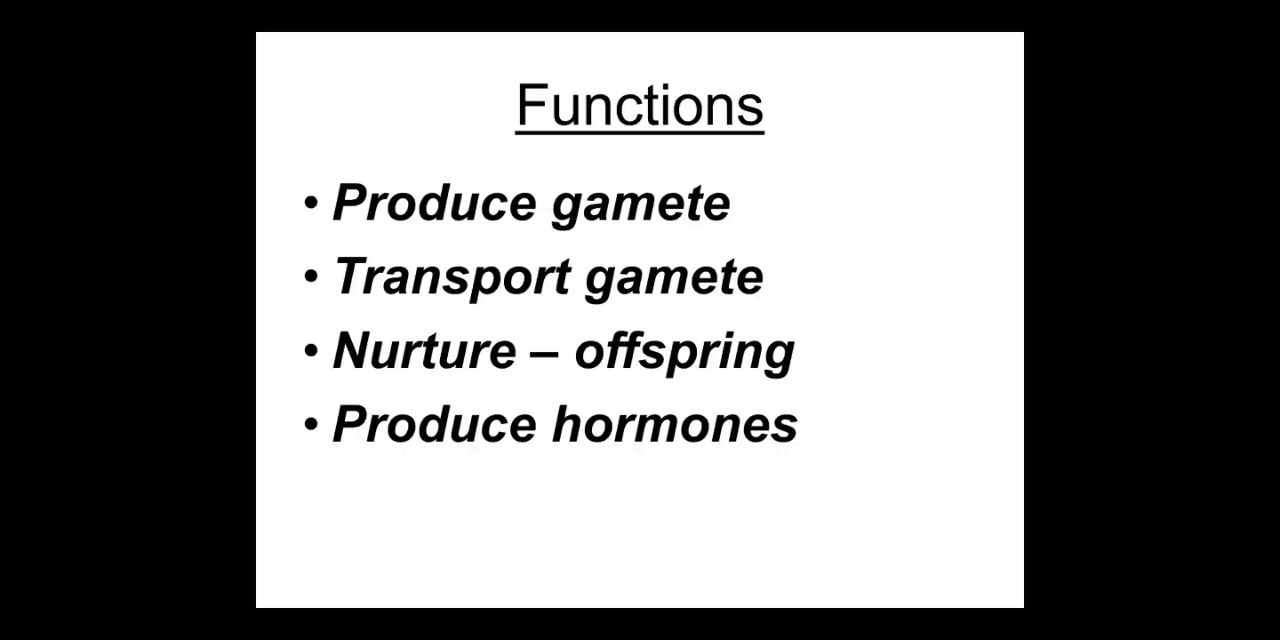 Functions
• Produce gamete
• Transport gamete
• Nurture – offspring
• Produce hormones